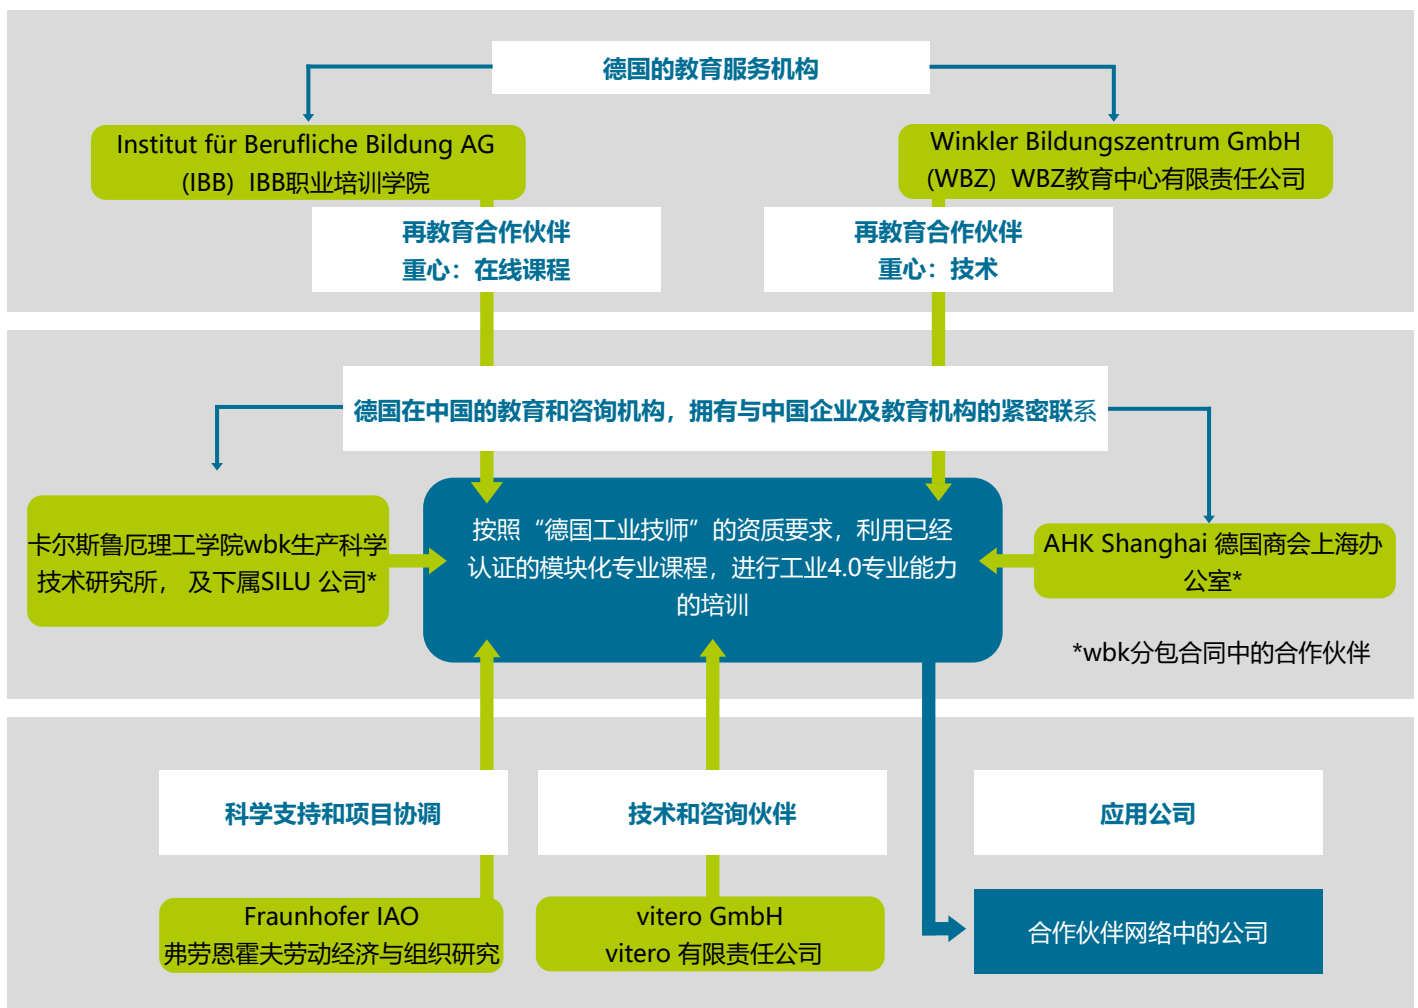 德国的教育服务机构
Institut für Berufliche Bildung AG
(IBB) IBB职业培训学院
Winkler Bildungszentrum GmbH
(WBZ) WBZ教育中心有限责任公司
再教育合作伙伴
重心：在线课程
再教育合作伙伴
重心：技术
德国在中国的教育和咨询机构，拥有与中国企业及教育机构的紧密联系
卡尔斯鲁厄理工学院wbk生产科学
技术研究所， 及下属SILU 公司*
按照“德国工业技师”的资质要求，利用已经
认证的模块化专业课程，进行工业4.0专业能力
的培训
AHK Shanghai 德国商会上海办
公室*
*wbk分包合同中的合作伙伴
科学支持和项目协调
技术和咨询伙伴
应用公司
Fraunhofer IAO
弗劳恩霍夫劳动经济与组织研究
vitero GmbH
vitero 有限责任公司
合作伙伴网络中的公司